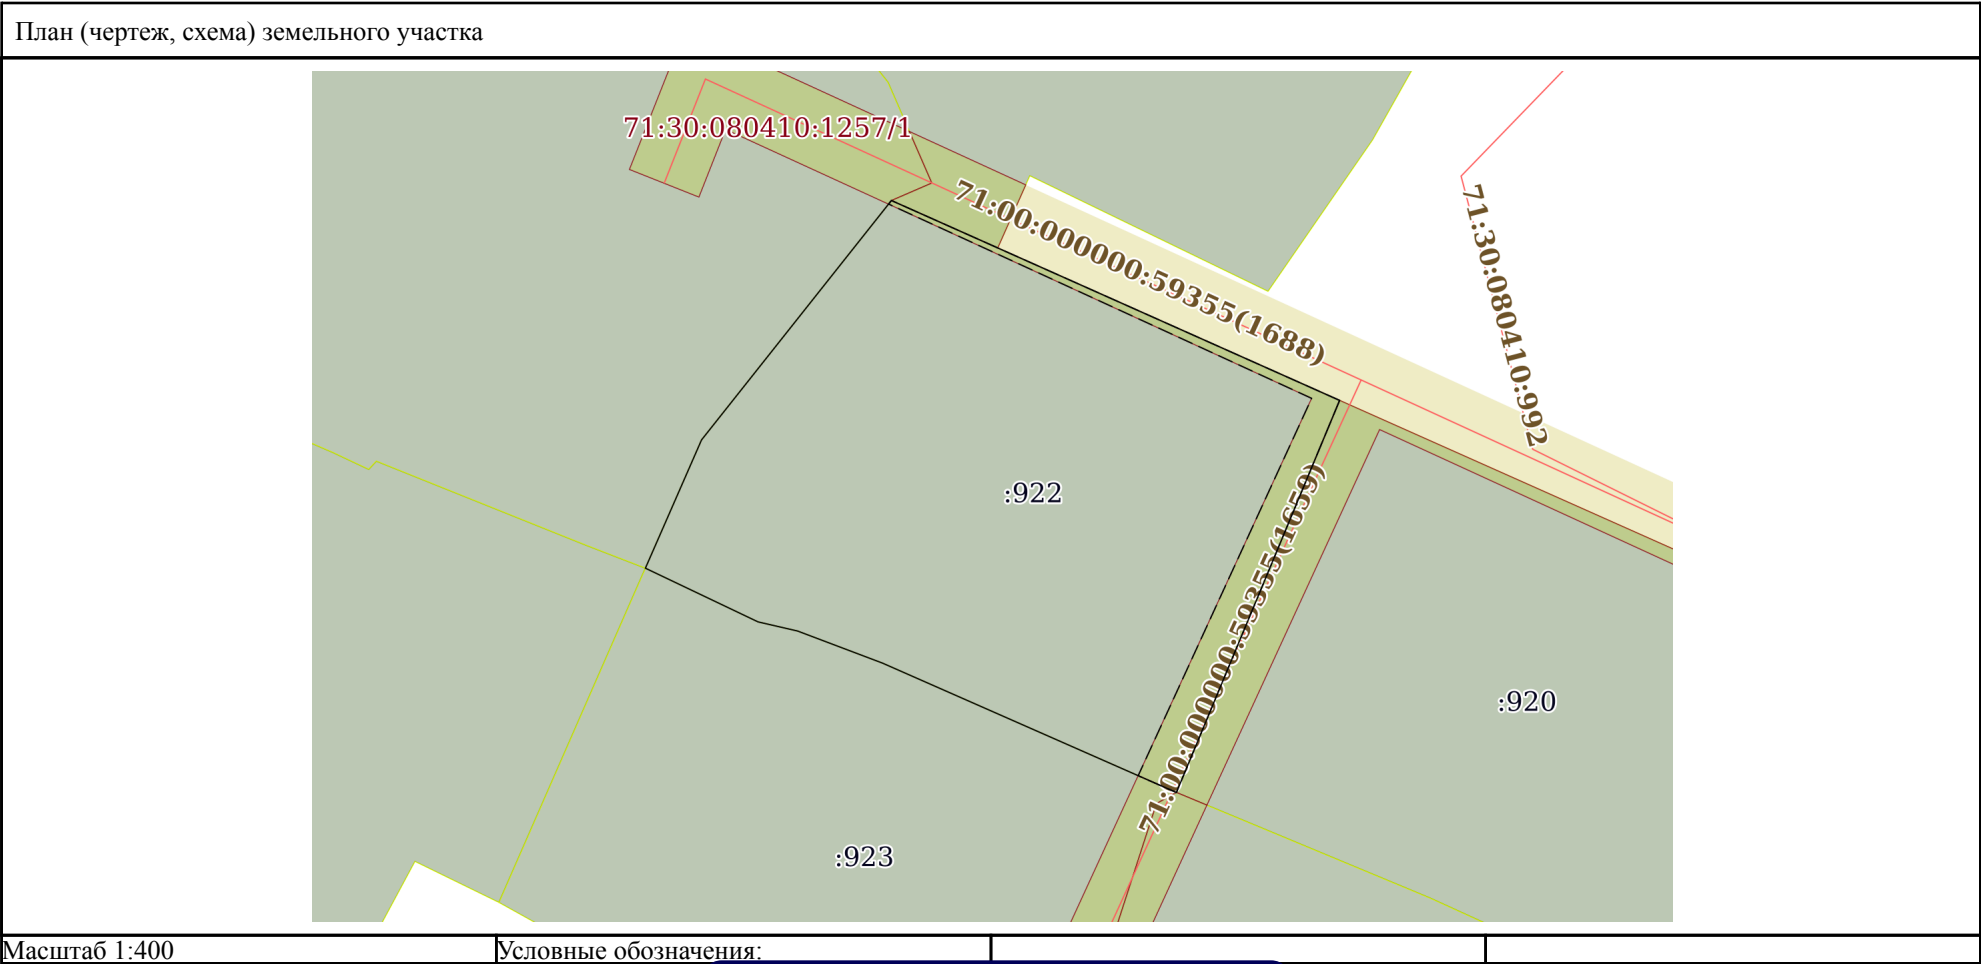 План (чертеж, схема) земельного участка
71:30:080410:1257/1
71:00:000000:59355(1688)
71:30:080410:992
:922
71:00:000000:59355(1659)
:920
:923
Масштаб 1:400
Условные обозначения: